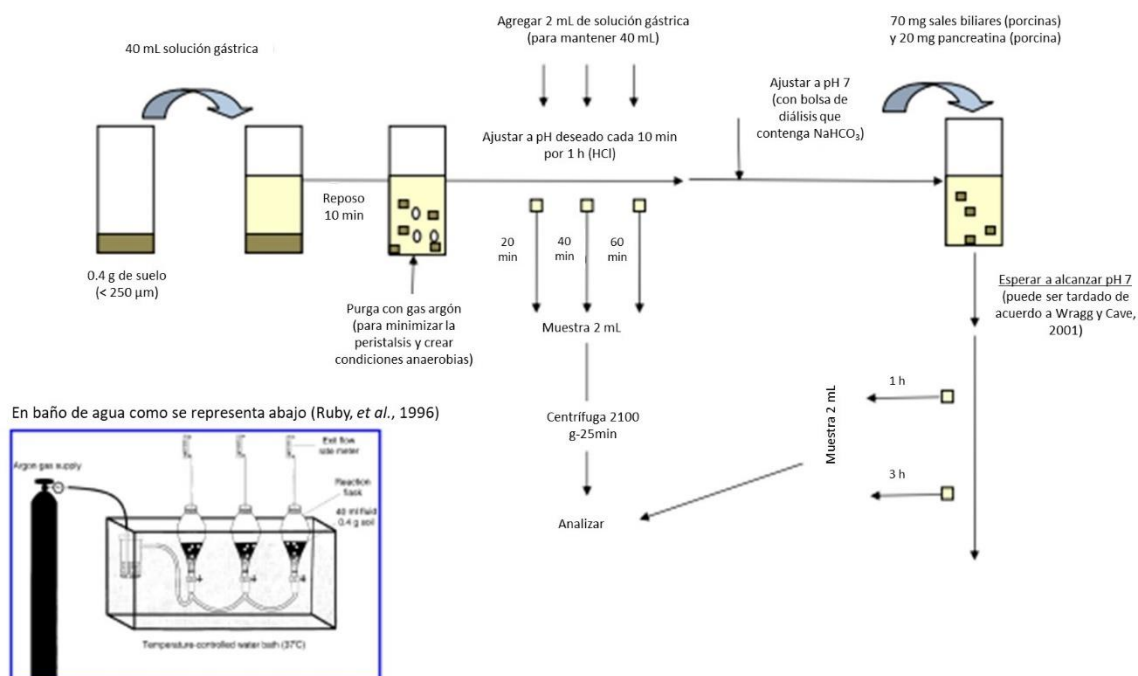 40 mL solución gástrica
Agregar 2 mL de solución gástrica
(para mantener 40 mL)
70 mg sales biliares (porcinas)
y 20 mg pancreatina (porcina)
Ajustar a pH 7
(con bolsa de
diálisis que
contenga NaHCO₃)
Ajustar a pH deseado cada 10 min
por 1 h (HCl)
Reposo
10 min
20
min
40
min
60
min
0.4 g de suelo
(< 250 µm)
Purga con gas argón
(para minimizar la
peristalsis y crear
condiciones anaerobias)
Muestra 2 mL
Esperar a alcanzar pH 7
(puede ser tardado de
acuerdo a Wragg y Cave,
2001)
Centrífuga 2100
g-25min
Analizar
1 h
Muestra 2 mL
3 h
En baño de agua como se representa abajo (Ruby, et al., 1996)
Exit flow
rate meter
Argon gas supply
Reaction
flask
40 ml fluid
0.4 g soil
Temperature-controlled water bath (37°C)